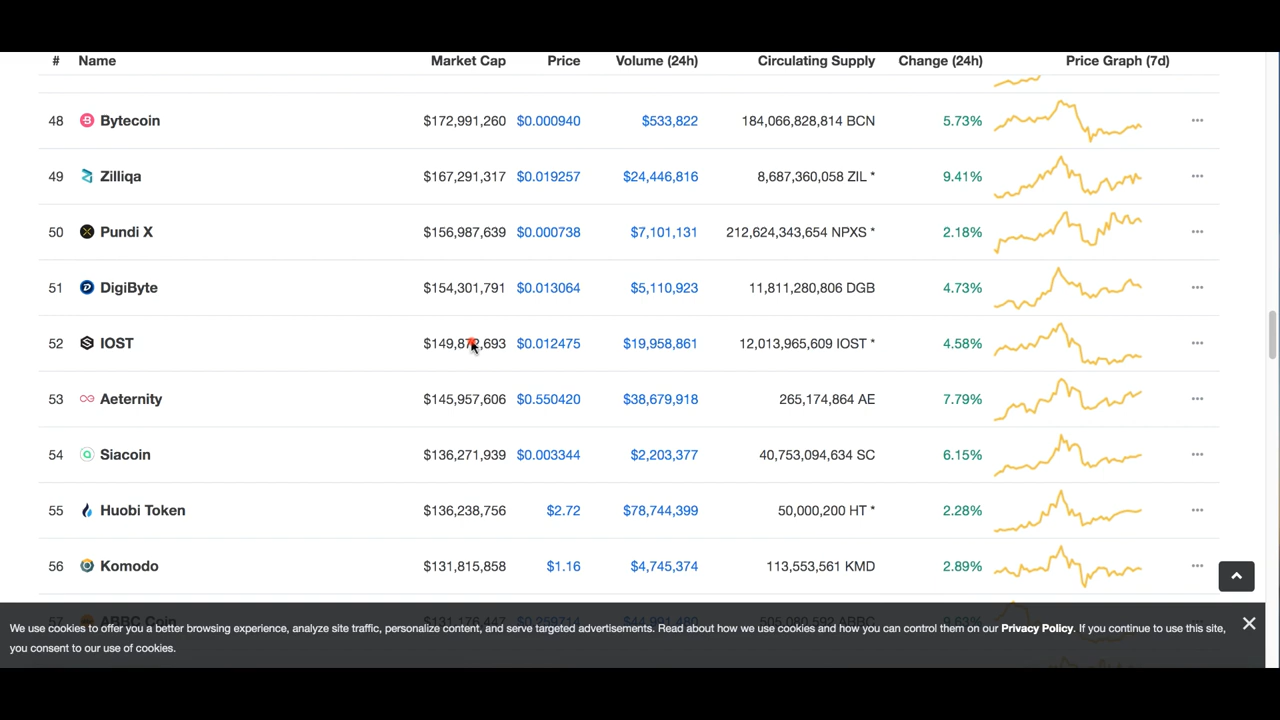 # Name Market Cap Price Volume (24h) Circulating Supply Change (24h) Price Graph (7d)
48 Bytecoin $172,991,260 $0.000940 $533,822 184,066,828,814 BCN 5.73%
49 Zilliqa $167,291,317 $0.019257 $24,446,816 8,687,360,058 ZIL * 9.41%
50 Pundi X $156,987,639 $0.000738 $7,101,131 212,624,343,654 NPXS * 2.18%
51 DigiByte $154,301,791 $0.013064 $5,110,923 11,811,280,806 DGB 4.73%
52 IOST $0.012475 $19,958,861 12,013,965,609 IOST * 4.58%
53 Aeternity $145,957,606 $0.550420 $38,679,918 265,174,864 AE 7.79%
54 Siacoin $136,271,939 $0.003344 $2,203,377 40,753,094,634 SC 6.15%
55 Huobi Token $136,238,756 $2.72 $78,744,399 50,000,200 HT * 2.28%
56 Komodo $131,815,858 $1.16 $4,745,374 113,553,561 KMD 2.89%
57 ABBC Coin $131,176,447 $0.259714
We use cookies to offer you a better browsing experience, analyze site traffic, personalize content, and serve targeted advertisements. Read about how we use cookies and how you can control them on our Privacy Policy. If you continue to use this site,
you consent to our use of cookies.